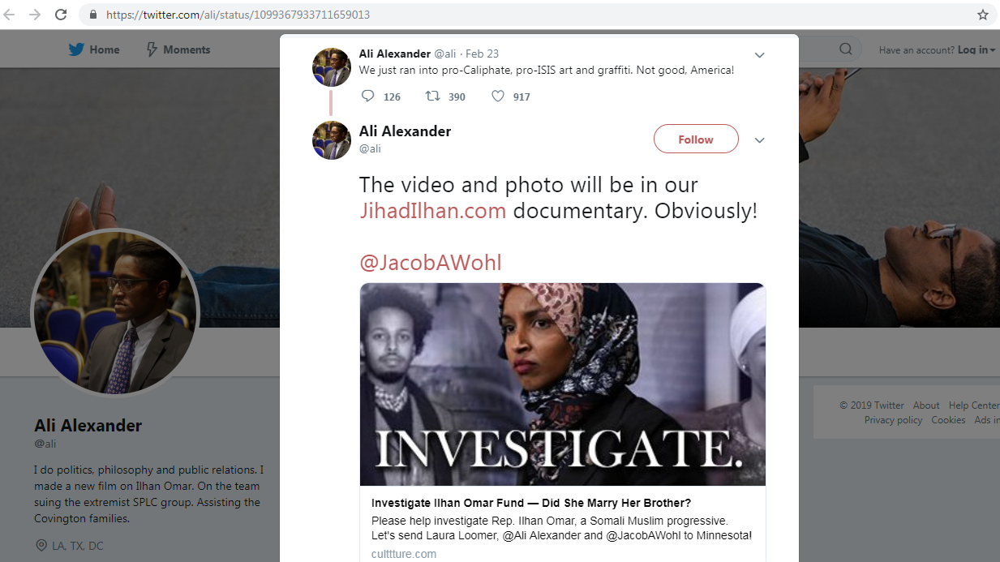 https://twitter.com/ali/status/1099367933711659013
Home
Moments
Have an account? Log in
Ali Alexander @ali · Feb 23
We just ran into pro-Caliphate, pro-ISIS art and graffiti. Not good, America!
126 390 917
Ali Alexander
@ali
Follow
The video and photo will be in our
JihadIlhan.com documentary. Obviously!
@JacobAWohl
INVESTIGATE.
Investigate Ilhan Omar Fund — Did She Marry Her Brother?
Please help investigate Rep. Ilhan Omar, a Somali Muslim progressive.
Let's send Laura Loomer, @Ali Alexander and @JacobAWohl to Minnesota!
culttture.com
Ali Alexander
@ali
I do politics, philosophy and public relations. I
made a new film on Ilhan Omar. On the team
suing the extremist SPLC group. Assisting the
Covington families.
LA, TX, DC
© 2019 Twitter About Help Center
Privacy policy Cookies Ads in